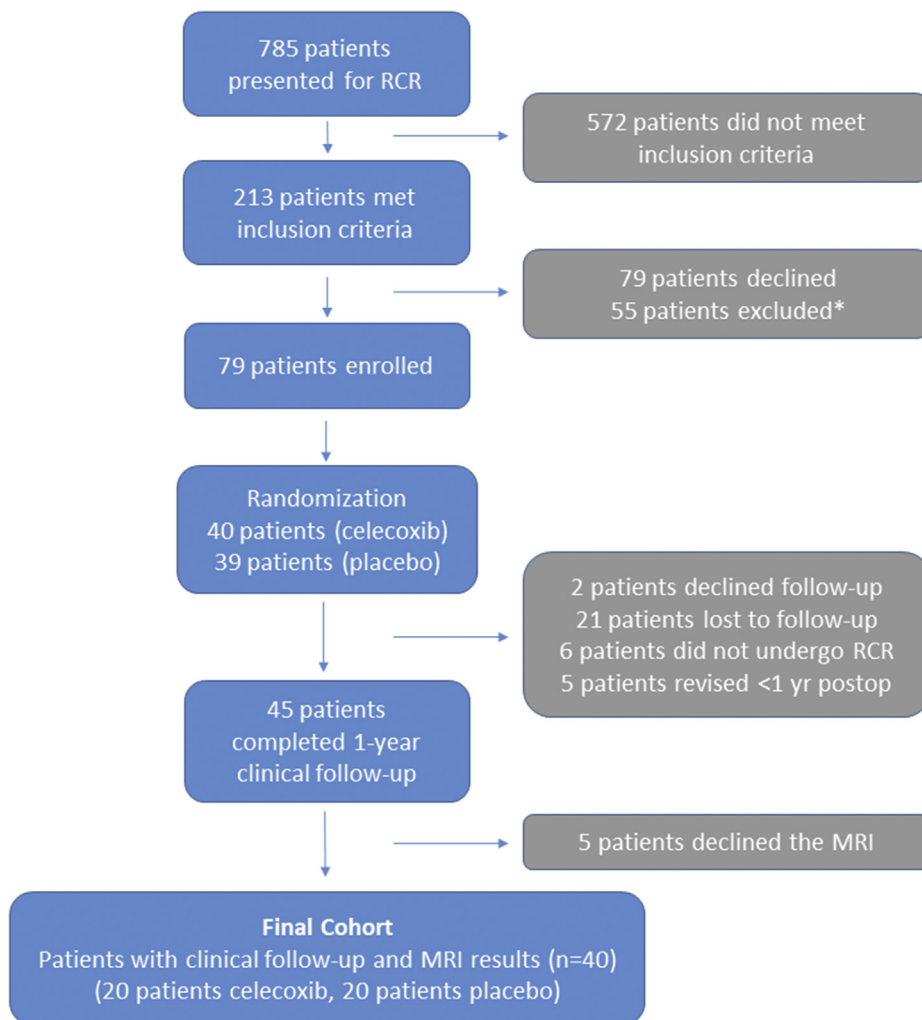 785 patients
presented for RCR
572 patients did not meet
inclusion criteria
213 patients met
inclusion criteria
79 patients declined
55 patients excluded*
79 patients enrolled
Randomization
40 patients (celecoxib)
39 patients (placebo)
2 patients declined follow-up
21 patients lost to follow-up
6 patients did not undergo RCR
5 patients revised <1 yr postop
45 patients
completed 1-year
clinical follow-up
5 patients declined the MRI
Final Cohort
Patients with clinical follow-up and MRI results (n=40)
(20 patients celecoxib, 20 patients placebo)